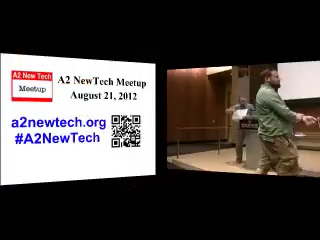 A2 New Tech
Meetup
A2 NewTech Meetup
August 21, 2012
a2newtech.org
#A2NewTech